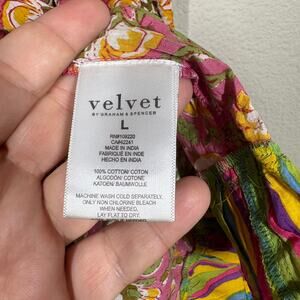 velvet
BY GRAHAM & SPENCER
L
RN#109220
CA#42241
MADE IN INDIA
FABRIQUÉ EN INDE
HECHO EN INDIA
100% COTTON/ COTON
ALGODÓN/ COTONE
KATOEN/ BAUMWOLLE
MACHINE WASH COLD SEPARATELY,
ONLY NON CHLORINE BLEACH
WHEN NEEDED.
LAY FLAT TO DRY.